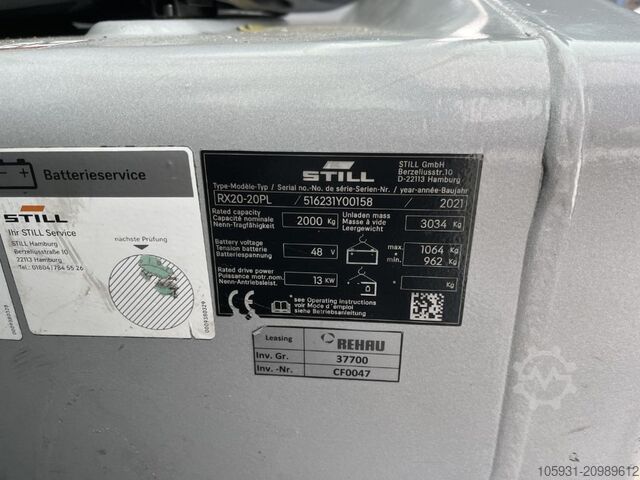 Batterieservice
STILL
Ihr STILL Service
STILL Hamburg
Berzeliusstraße 10
22113 Hamburg
Tel.: 01804/784 55 26
nächste Prüfung
STILL
STILL GmbH
Berzeliusstr.10
D-22113 Hamburg
Type-Modèle-Typ / Serial no.-No. de série-Serien-Nr. / year-année-Baujahr
RX20-20PL / 516231Y00158 / 2021
Rated capacity
Capacité nominale
Nenn-Tragfähigkeit
2000 Kg
Unladen mass
Masse à vide
Leergewicht
3034 Kg
Battery voltage
Tension batterie
Batteriespannung
48 V
max. 1064 Kg
* min. 962 Kg
Rated drive power
Puissance motr.nom.
Nenn-Antriebsleist.
13 KW
* Kg
CE
*see Operating instructions
voir Mode d'emploi
siehe Betriebsanleitung
Leasing REHAU
Inv. Gr. 37700
Inv. -Nr. CF0047
105931-20989612